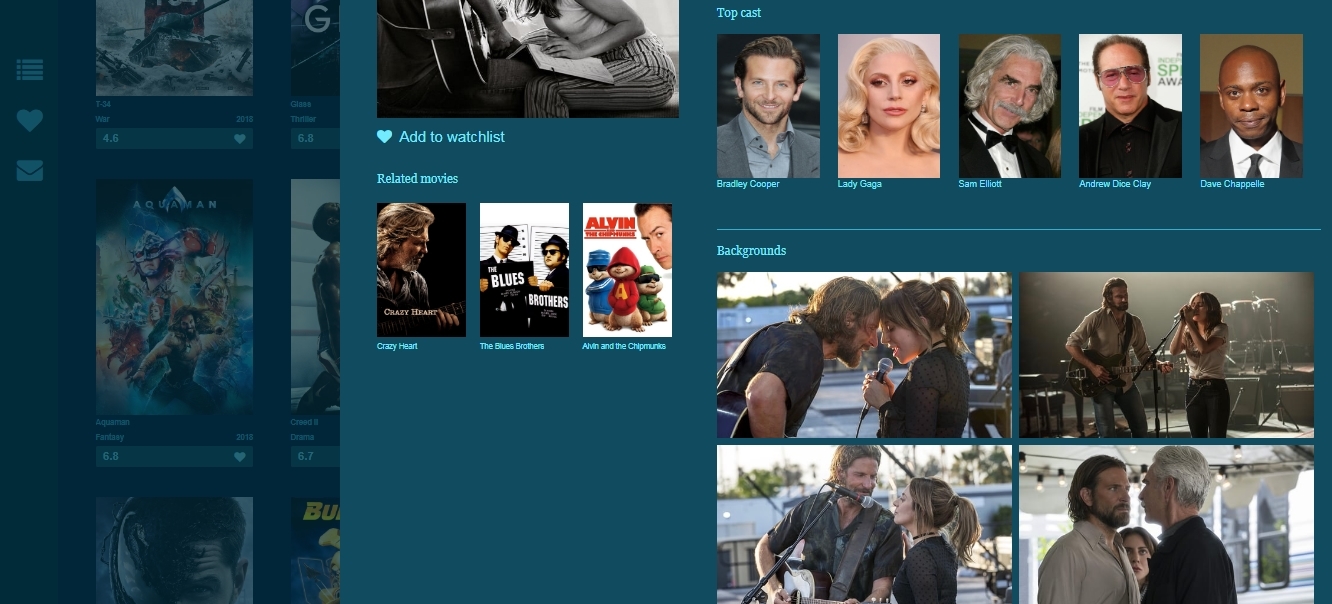 T-34
G
T-34
War 2018
4.6
Glass
Thriller
6.8
AQUAMAN
Aquaman
Fantasy 2018
6.8
Creed II
Drama
6.7
BU
Add to watchlist
Related movies
CRAZY HEART
THE
BLUES
BROTHERS
ALVIN
AND THE CHIPMUNKS
A
Crazy Heart
The Blues Brothers
Alvin and the Chipmunks
Top cast
Bradley Cooper
Lady Gaga
Sam Elliott
Andrew Dice Clay
Dave Chappelle
Backgrounds